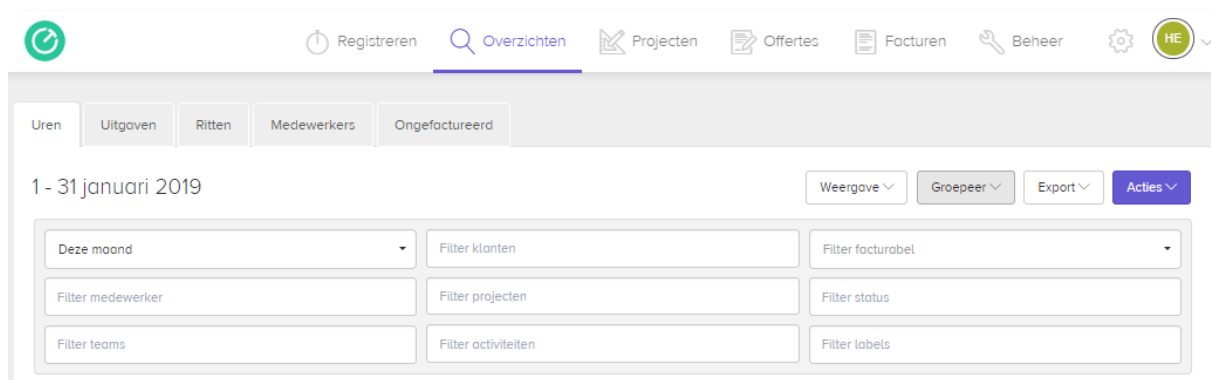 Registreren Overzichten Projecten Offertes Facturen Beheer HE
Uren Uitgaven Ritten Medewerkers Ongefactureerd
1 - 31 januari 2019 Weergave Groepeer Export Acties
Deze maand Filter klanten Filter facturabel
Filter medewerker Filter projecten Filter status
Filter teams Filter activiteiten Filter labels